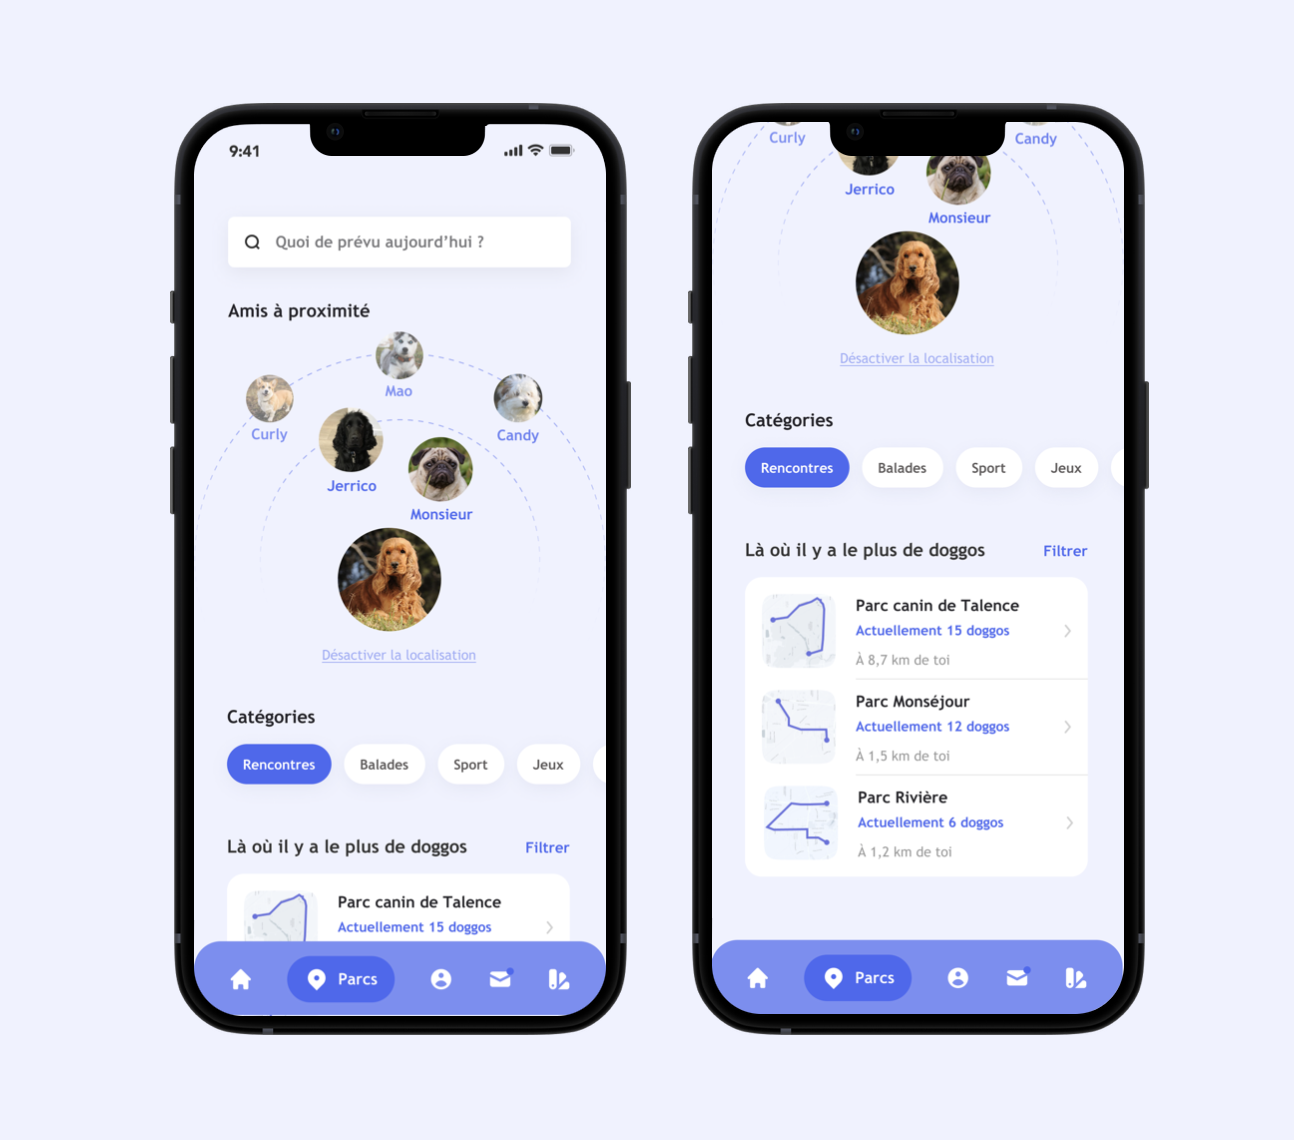 9:41
Quoi de prévu aujourd'hui ?
Amis à proximité
Mao
Curly
Candy
Jerrico
Monsieur
Désactiver la localisation
Catégories
Rencontres Balades Sport Jeux
Là où il y a le plus de doggos Filtrer
Parc canin de Talence
Actuellement 15 doggos
Parcs
Curly
Candy
Jerrico
Monsieur
Désactiver la localisation
Catégories
Rencontres Balades Sport Jeux
Là où il y a le plus de doggos Filtrer
Parc canin de Talence
Actuellement 15 doggos
À 8,7 km de toi
Parc Monséjour
Actuellement 12 doggos
À 1,5 km de toi
Parc Rivière
Actuellement 6 doggos
À 1,2 km de toi
Parcs